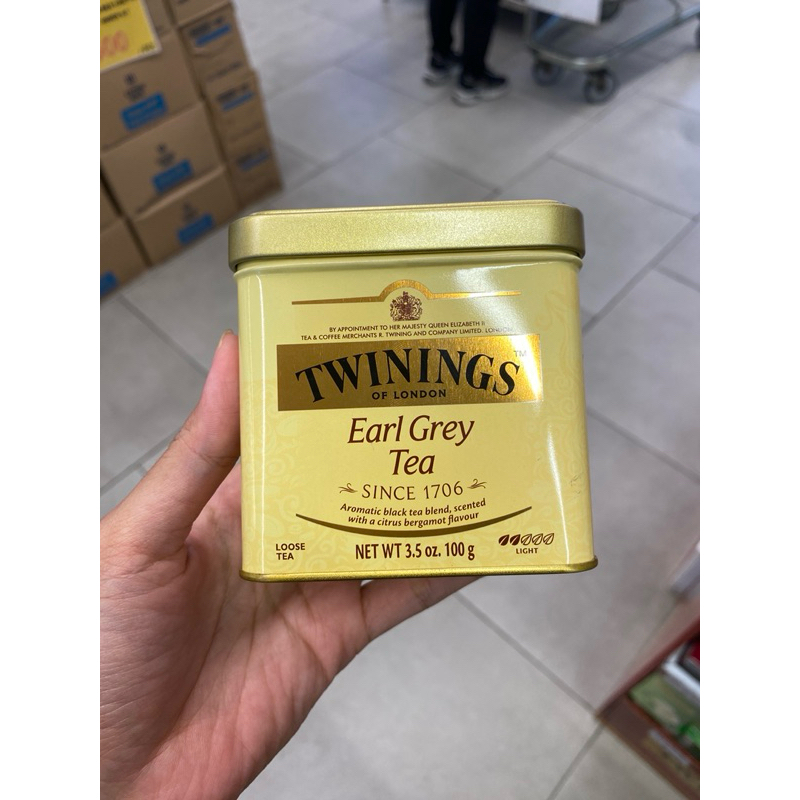 BY APPOINTMENT TO HER MAJESTY QUEEN ELIZABETH II
TEA & COFFEE MERCHANTS R. TWINING AND COMPANY LIMITED. LONDON
TWININGS™
OF LONDON
Earl Grey
Tea
SINCE 1706
Aromatic black tea blend, scented
with a citrus bergamot flavour
LOOSE
TEA
NET WT 3.5 oz. 100 g
LIGHT